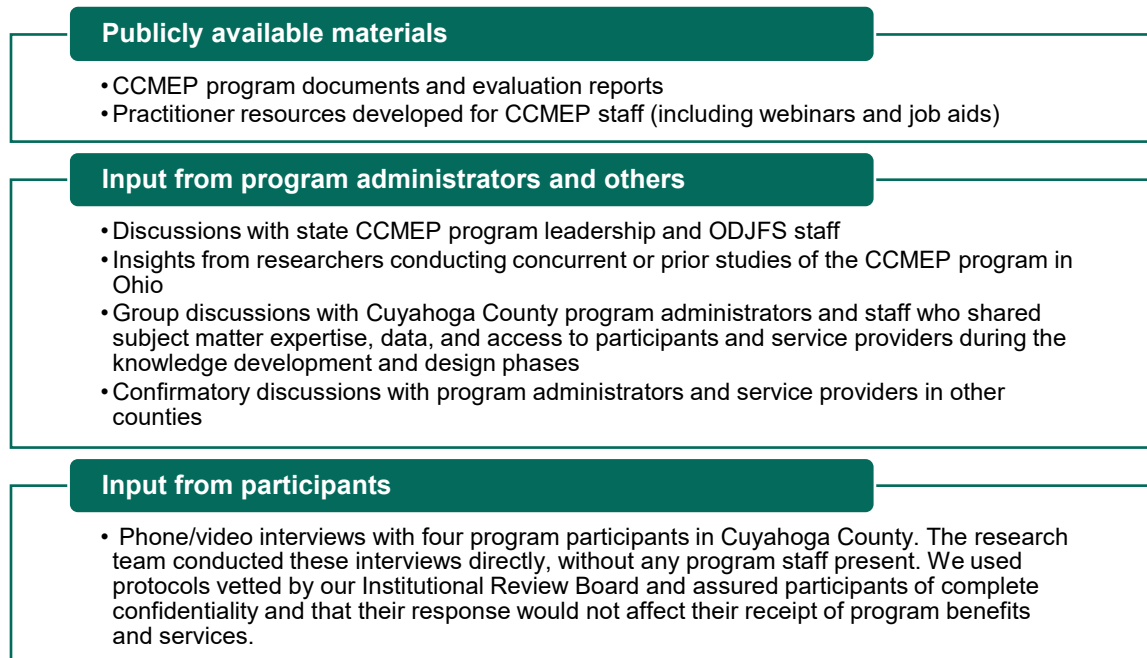 Publicly available materials
•CCMEP program documents and evaluation reports
•Practitioner resources developed for CCMEP staff (including webinars and job aids)
Input from program administrators and others
•Discussions with state CCMEP program leadership and ODJFS staff
•Insights from researchers conducting concurrent or prior studies of the CCMEP program in
Ohio
•Group discussions with Cuyahoga County program administrators and staff who shared
subject matter expertise, data, and access to participants and service providers during the
knowledge development and design phases
•Confirmatory discussions with program administrators and service providers in other
counties
Input from participants
• Phone/video interviews with four program participants in Cuyahoga County. The research
team conducted these interviews directly, without any program staff present. We used
protocols vetted by our Institutional Review Board and assured participants of complete
confidentiality and that their response would not affect their receipt of program benefits
and services.